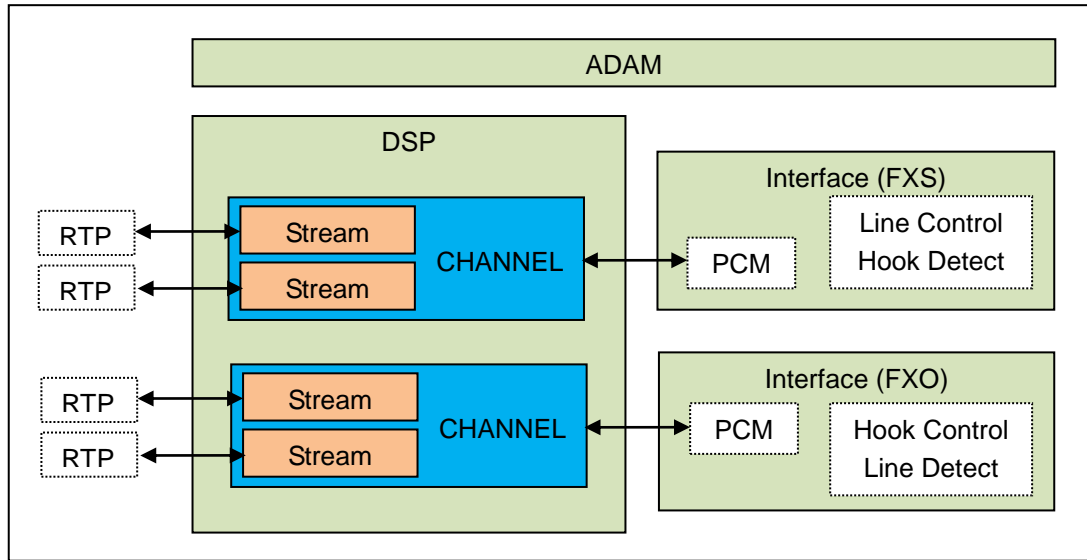 ADAM
DSP
RTP
Stream
RTP
Stream
CHANNEL
Interface (FXS)
PCM
Line Control
Hook Detect
RTP
Stream
RTP
Stream
CHANNEL
Interface (FXO)
PCM
Hook Control
Line Detect